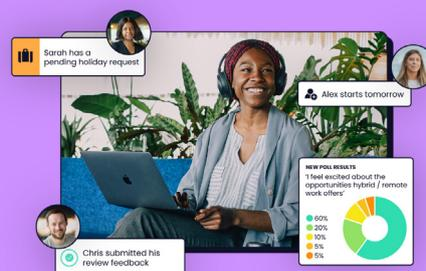 Sarah has a
pending holiday request
Alex starts tomorrow
NEW POLL RESULTS
'I feel excited about the
opportunities hybrid / remote
work offers'
60%
20%
10%
5%
5%
Chris submitted his
review feedback